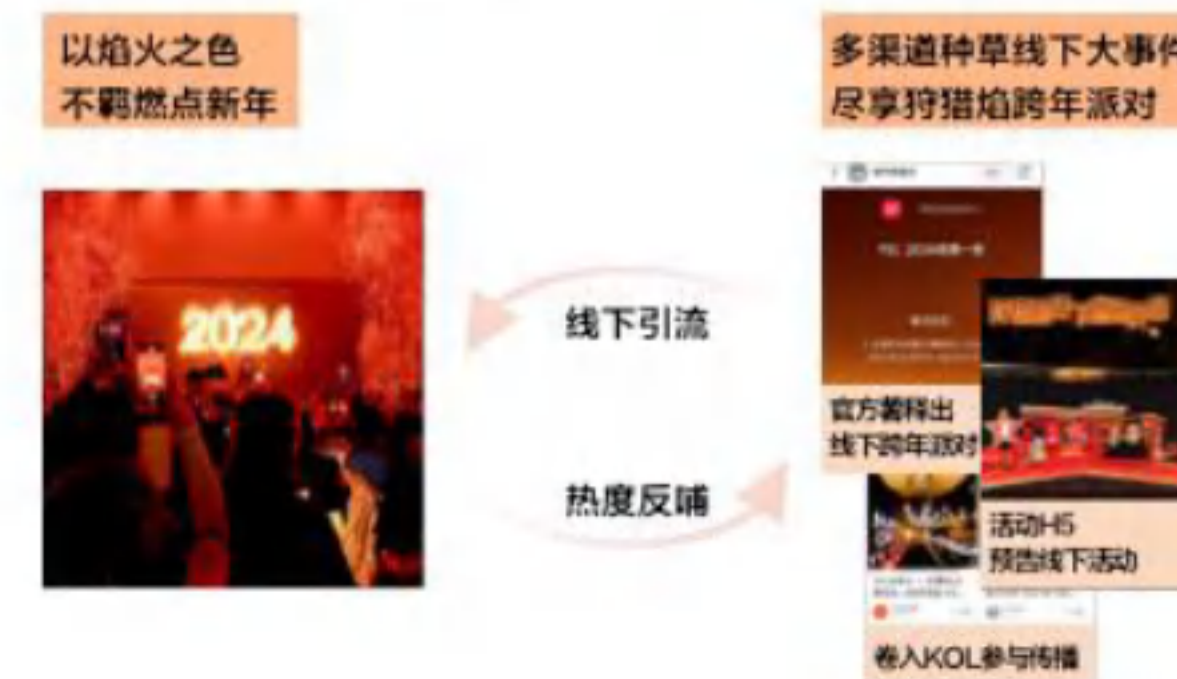 以焰火之色
不羁燃点新年
多渠道种草线下大事件
尽享狩猎焰跨年派对
2024
线下引流
热度反哺
官方薯释出
线下跨年派对
活动H5
预告线下活动
卷入KOL参与传播